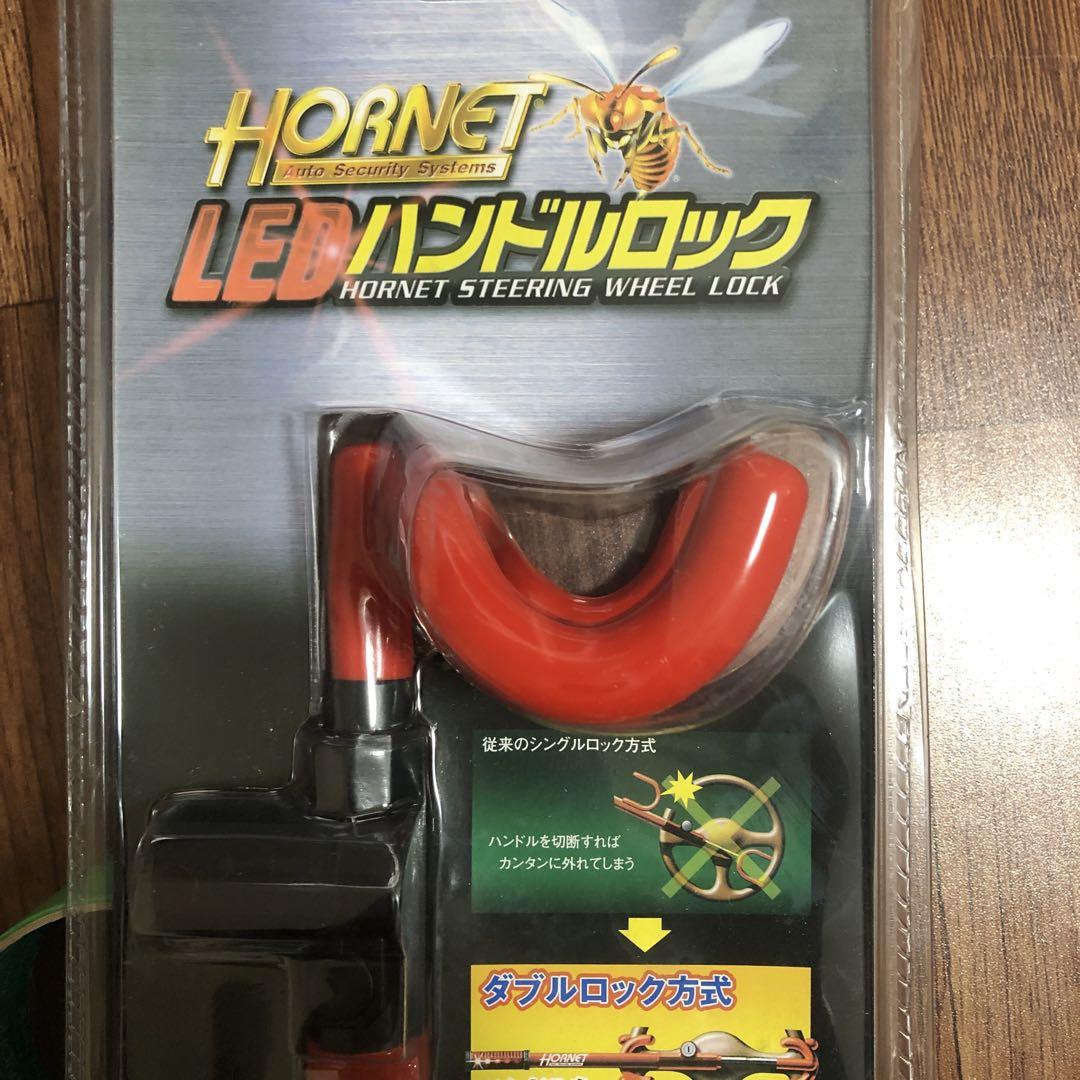 HORNET
Auto Security Systems
LEDハンドルロック
HORNET STEERING WHEEL LOCK
従来のシングルロック方式
ハンドルを切断すれば
カンタンに外れてしまう
ダブルロック方式
HORNET